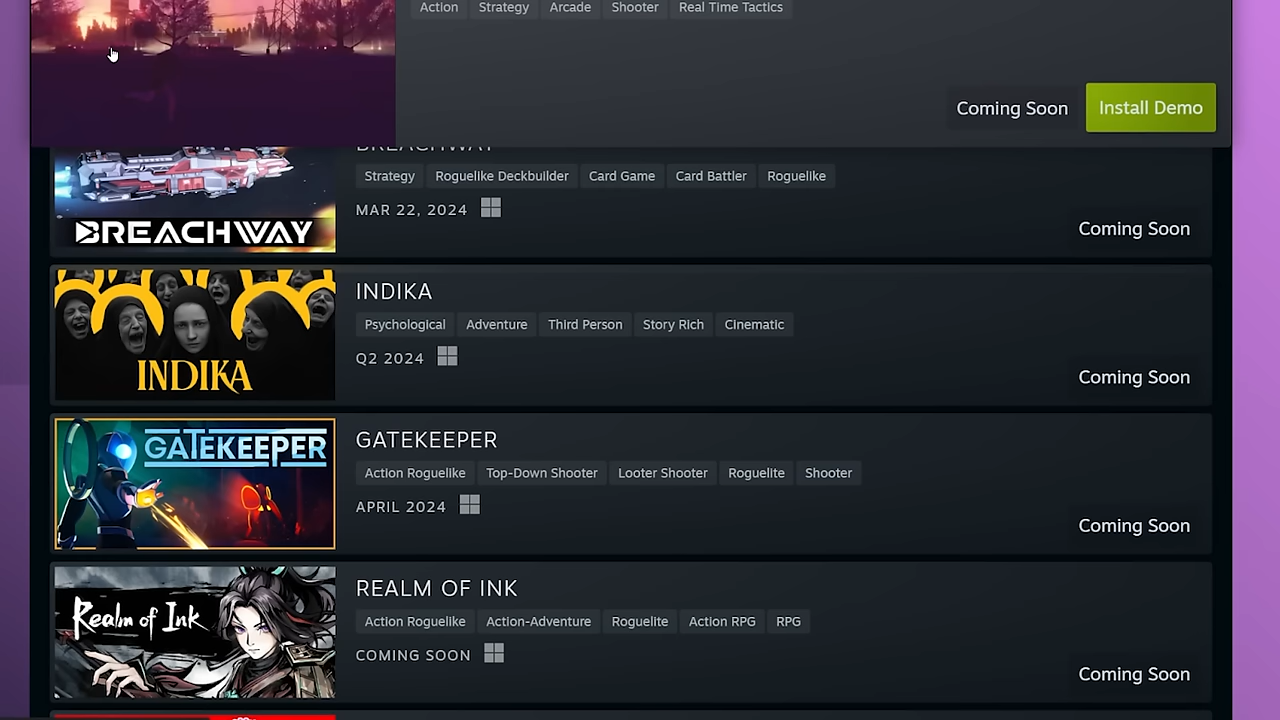 Action Strategy Arcade Shooter Real Time Tactics
Coming Soon Install Demo
BREACHWAY
Strategy Roguelike Deckbuilder Card Game Card Battler Roguelike
MAR 22, 2024
Coming Soon
BREACHWAY
INDIKA
Psychological Adventure Third Person Story Rich Cinematic
Q2 2024
Coming Soon
INDIKA
GATEKEEPER
GATEKEEPER
Action Roguelike Top-Down Shooter Looter Shooter Roguelite Shooter
APRIL 2024
Coming Soon
REALM OF INK
Realm of Ink
Action Roguelike Action-Adventure Roguelite Action RPG RPG
COMING SOON
Coming Soon